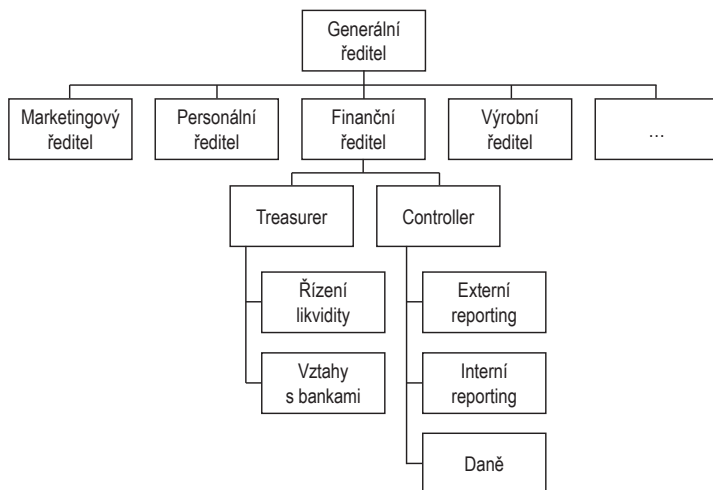 Generální
ředitel
Marketingový
ředitel
Personální
ředitel
Finanční
ředitel
Výrobní
ředitel
…
Treasurer
Controller
Řízení
likvidity
Vztahy
s bankami
Externí
reporting
Interní
reporting
Daně